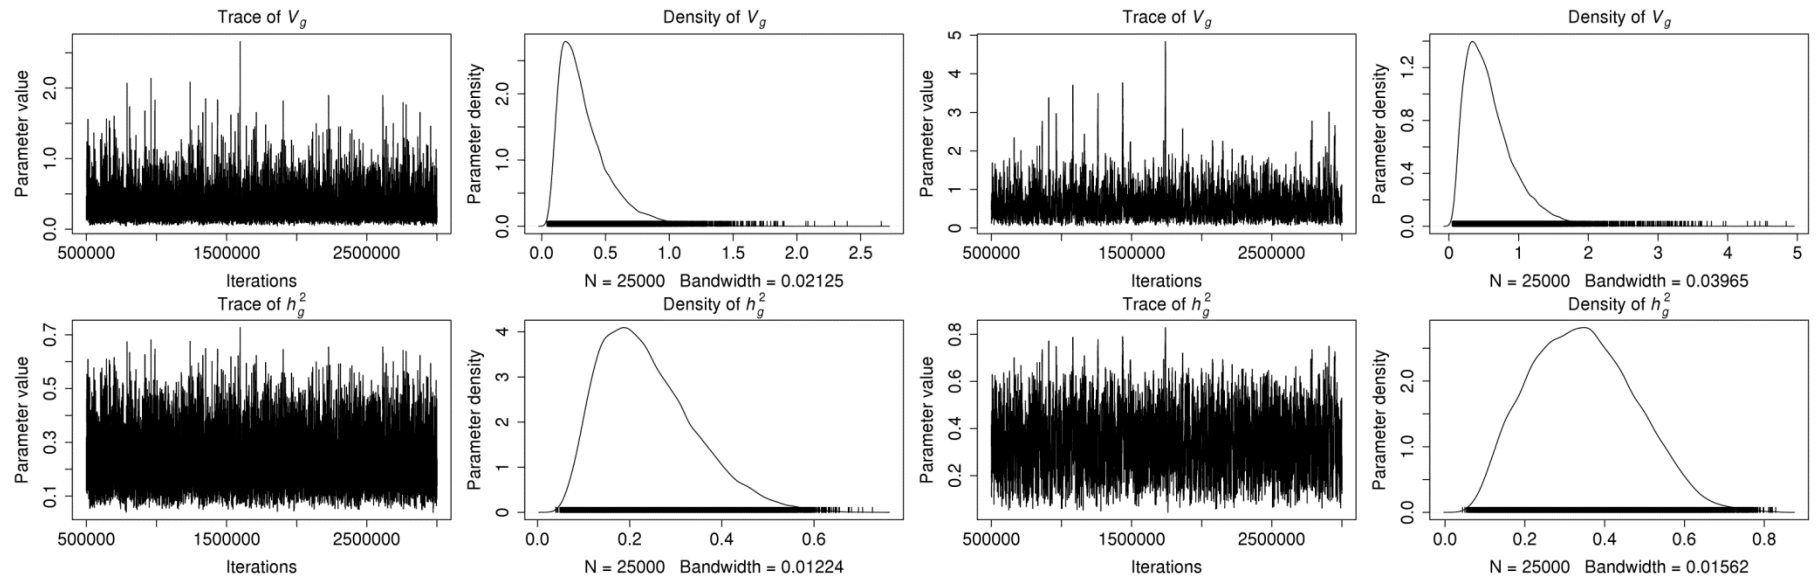 Trace of V_g
Parameter value
0.0 1.0 2.0
500000 1500000 2500000
Iterations
Density of V_g
Parameter density
0.0 1.0 2.0
0.0 0.5 1.0 1.5 2.0 2.5
N = 25000 Bandwidth = 0.02125
Trace of V_g
Parameter value
0 1 2 3 4 5
500000 1500000 2500000
Iterations
Density of V_g
Parameter density
0.0 0.4 0.8 1.2
0 1 2 3 4 5
N = 25000 Bandwidth = 0.03965
Trace of h_g^2
Parameter value
0.1 0.3 0.5 0.7
500000 1500000 2500000
Iterations
Density of h_g^2
Parameter density
0 1 2 3 4
0.0 0.2 0.4 0.6
N = 25000 Bandwidth = 0.01224
Trace of h_g^2
Parameter value
0.2 0.4 0.6 0.8
500000 1500000 2500000
Iterations
Density of h_g^2
Parameter density
0.0 1.0 2.0
0.0 0.2 0.4 0.6 0.8
N = 25000 Bandwidth = 0.01562